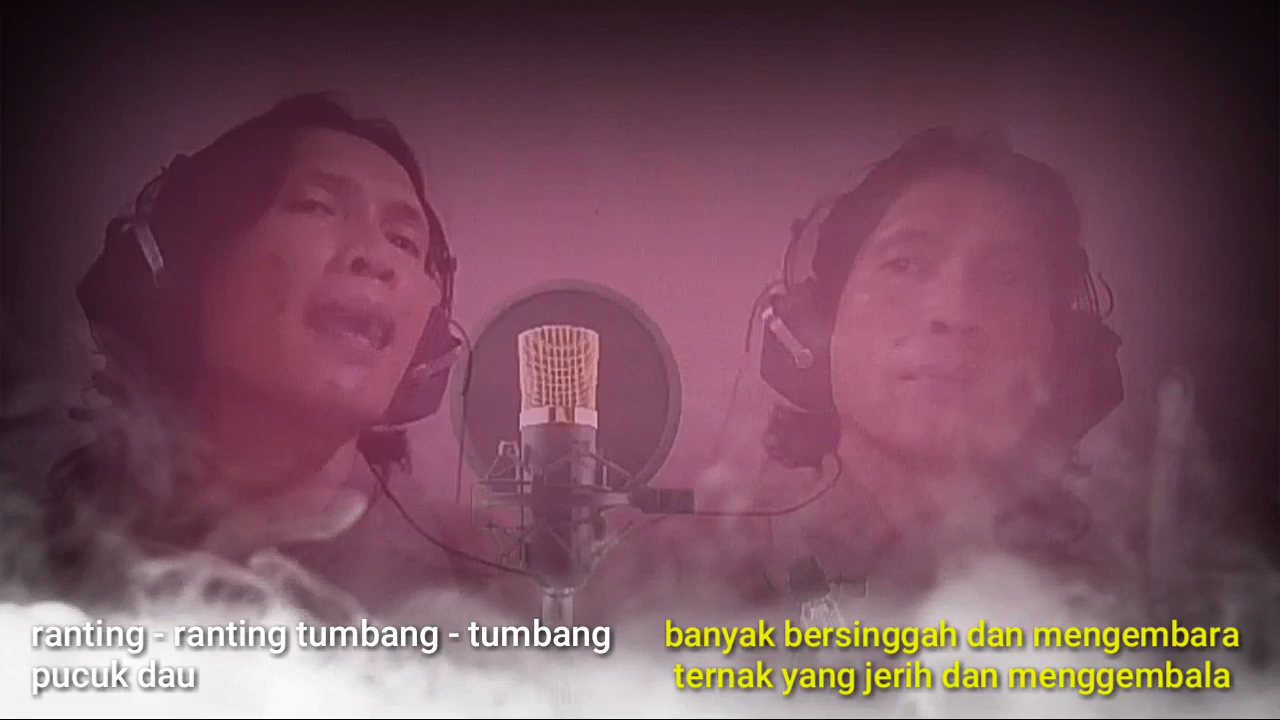 ranting - ranting tumbang - tumbang
pucuk dau
banyak bersinggah dan mengembara
ternak yang jerih dan menggembala